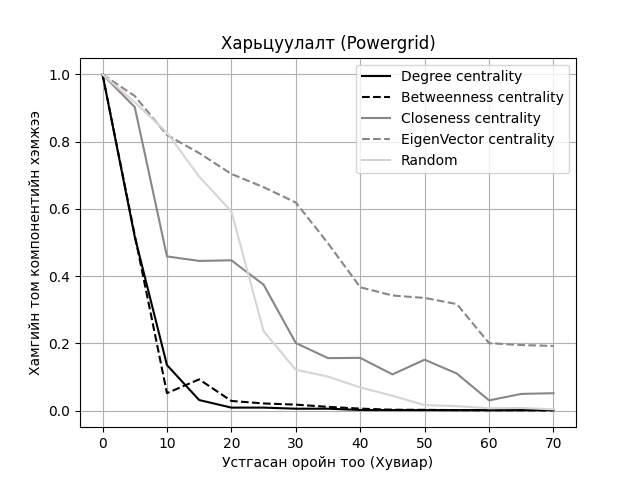 Харьцуулалт (Powergrid)
Хамгийн том компонентийн хэмжээ
1.0
0.8
0.6
0.4
0.2
0.0
Degree centrality
Betweenness centrality
Closeness centrality
EigenVector centrality
Random
0 10 20 30 40 50 60 70
Устгасан оройн тоо (Хувиар)